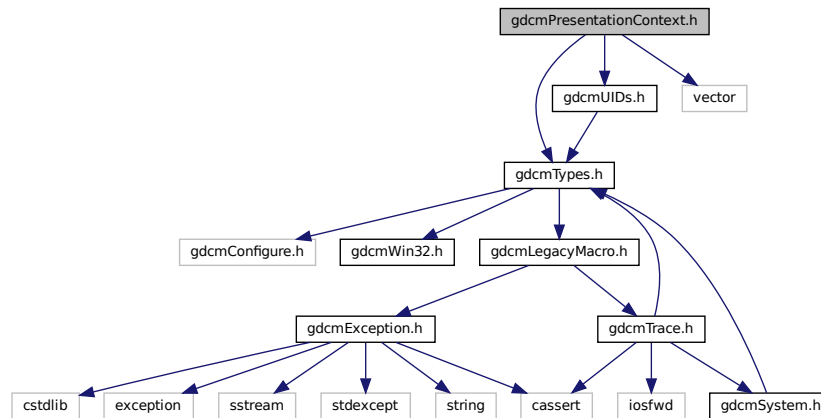 gdcmPresentationContext.h
gdcmUIDs.h
vector
gdcmTypes.h
gdcmConfigure.h
gdcmWin32.h
gdcmLegacyMacro.h
gdcmException.h
gdcmTrace.h
cstdlib
exception
sstream
stdexcept
string
cassert
iosfwd
gdcmSystem.h